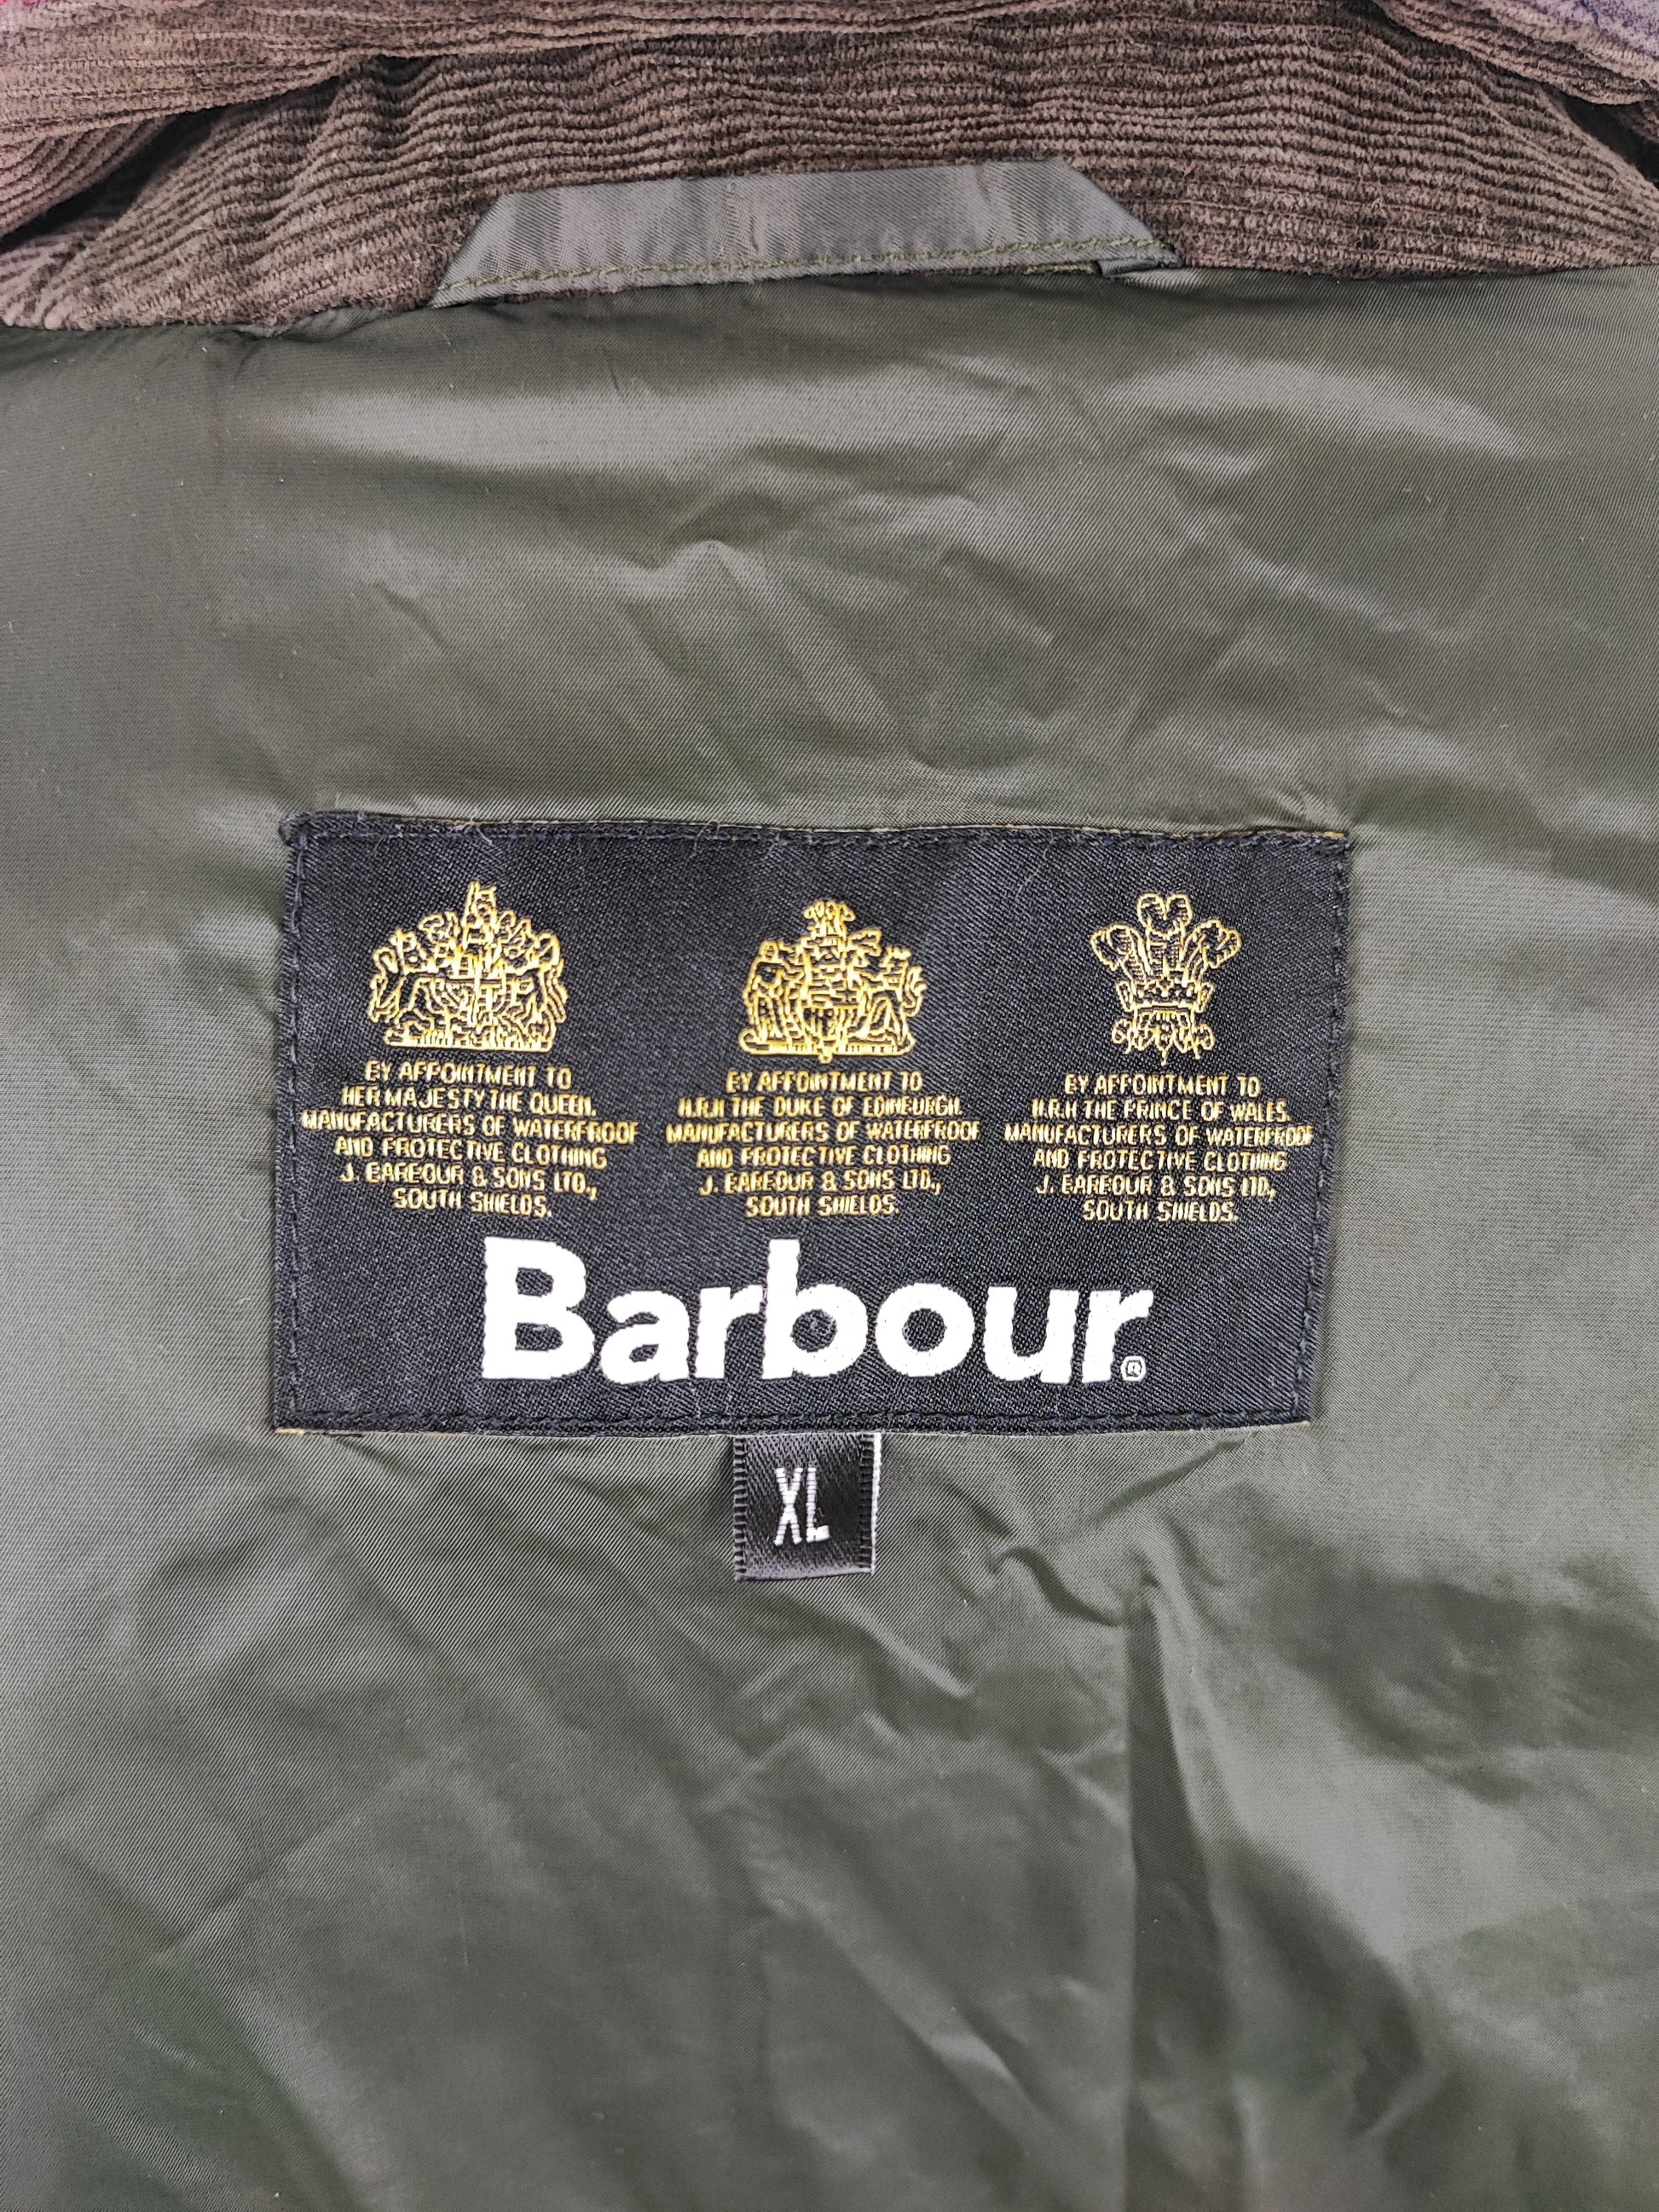 BY APPOINTMENT TO
HER MAJESTY THE QUEEN.
MANUFACTURERS OF WATERPROOF
AND PROTECTIVE CLOTHING
J. BARBOUR & SONS LTD.,
SOUTH SHIELDS.
BY APPOINTMENT TO
H.R.H THE DUKE OF EDINBURGH.
MANUFACTURERS OF WATERPROOF
AND PROTECTIVE CLOTHING
J. BARBOUR & SONS LTD.,
SOUTH SHIELDS.
BY APPOINTMENT TO
H.R.H THE PRINCE OF WALES.
MANUFACTURERS OF WATERPROOF
AND PROTECTIVE CLOTHING
J. BARBOUR & SONS LTD.,
SOUTH SHIELDS.
Barbour®
XL